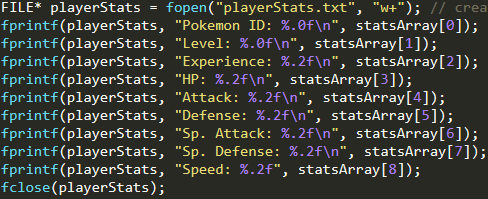 FILE* playerStats = fopen("playerStats.txt", "w+"); // crea
fprintf(playerStats, "Pokemon ID: %.0f\n", statsArray[0]);
fprintf(playerStats, "Level: %.0f\n", statsArray[1]);
fprintf(playerStats, "Experience: %.2f\n", statsArray[2]);
fprintf(playerStats, "HP: %.2f\n", statsArray[3]);
fprintf(playerStats, "Attack: %.2f\n", statsArray[4]);
fprintf(playerStats, "Defense: %.2f\n", statsArray[5]);
fprintf(playerStats, "Sp. Attack: %.2f\n", statsArray[6]);
fprintf(playerStats, "Sp. Defense: %.2f\n", statsArray[7]);
fprintf(playerStats, "Speed: %.2f", statsArray[8]);
fclose(playerStats);